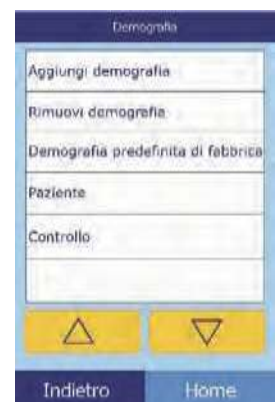 Demografia
Aggiungi demografia
Rimuovi demografia
Demografia predefinita di fabbrica
Paziente
Controllo
Indietro
Home